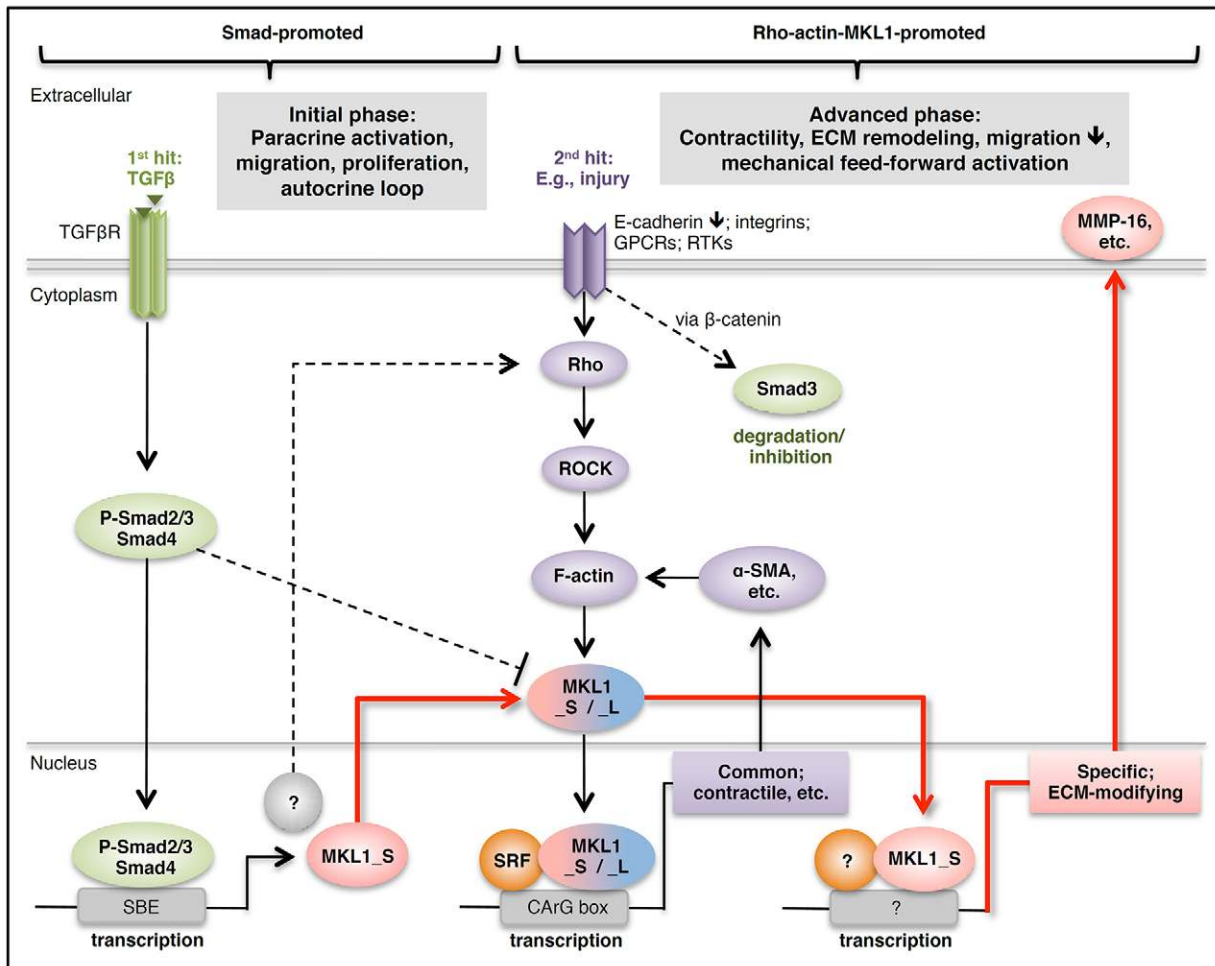 Smad-promoted
Rho-actin-MKL1-promoted
Extracellular
Initial phase:
Paracrine activation,
migration, proliferation,
autocrine loop
Advanced phase:
Contractility, ECM remodeling, migration 🡇,
mechanical feed-forward activation
1st hit:
TGFβ
2nd hit:
E.g., injury
TGFβR
E-cadherin 🡇; integrins;
GPCRs; RTKs
MMP-16,
etc.
Cytoplasm
via β-catenin
Rho
Smad3
degradation/
inhibition
ROCK
P-Smad2/3
Smad4
F-actin
α-SMA,
etc.
MKL1
_S / _L
Nucleus
?
Common;
contractile, etc.
Specific;
ECM-modifying
P-Smad2/3
Smad4
MKL1_S
SRF
MKL1
_S / _L
?
MKL1_S
SBE
CArG box
?
transcription
transcription
transcription